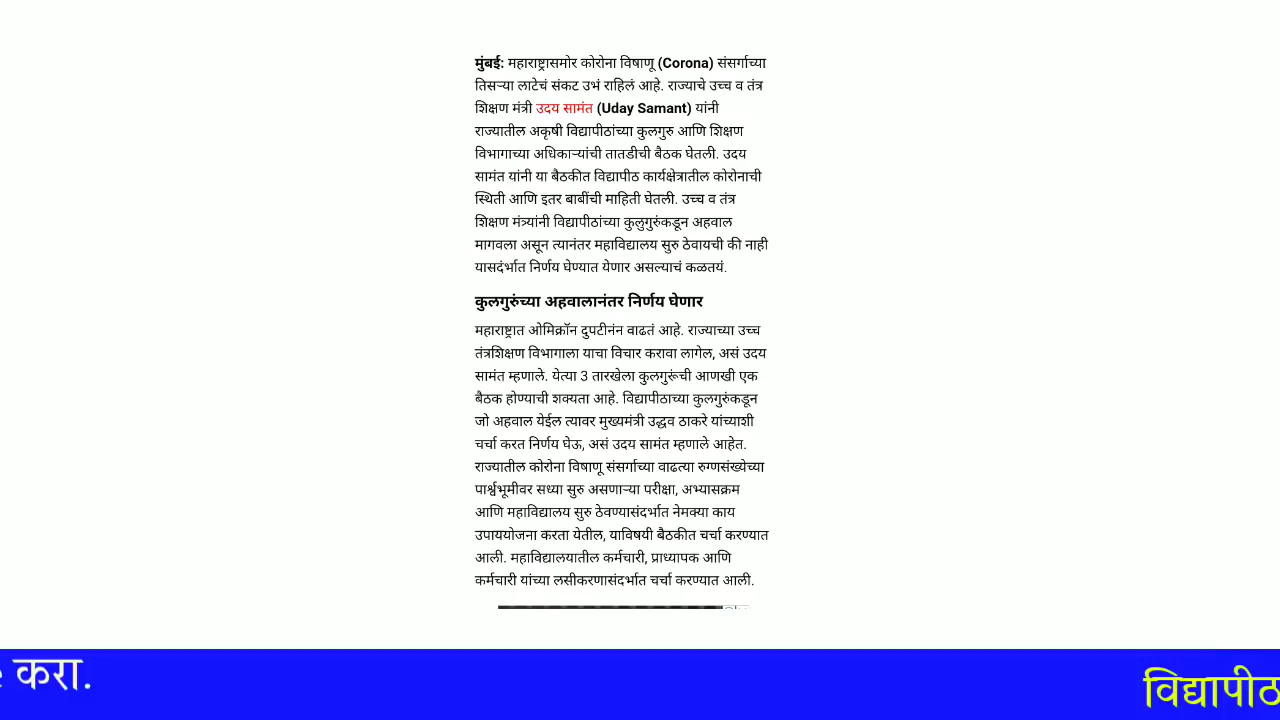 मुंबई: महाराष्ट्रासमोर कोरोना विषाणू (Corona) संसर्गाच्या
तिसऱ्या लाटेचं संकट उभं राहिलं आहे. राज्याचे उच्च व तंत्र
शिक्षण मंत्री उदय सामंत (Uday Samant) यांनी
राज्यातील अकृषी विद्यापीठांच्या कुलगुरु आणि शिक्षण
विभागाच्या अधिकाऱ्यांची तातडीची बैठक घेतली. उदय
सामंत यांनी या बैठकीत विद्यापीठ कार्यक्षेत्रातील कोरोनाची
स्थिती आणि इतर बाबींची माहिती घेतली. उच्च व तंत्र
शिक्षण मंत्र्यांनी विद्यापीठांच्या कुलुगुरुंकडून अहवाल
मागवला असून त्यानंतर महाविद्यालय सुरु ठेवायची की नाही
यासदंर्भात निर्णय घेण्यात येणार असल्याचं कळतयं.
कुलगुरुंच्या अहवालानंतर निर्णय घेणार
महाराष्ट्रात ओमिक्रॉन दुपटीनंन वाढतं आहे. राज्याच्या उच्च
तंत्रशिक्षण विभागाला याचा विचार करावा लागेल, असं उदय
सामंत म्हणाले. येत्या 3 तारखेला कुलगुरूंची आणखी एक
बैठक होण्याची शक्यता आहे. विद्यापीठाच्या कुलगुरुंकडून
जो अहवाल येईल त्यावर मुख्यमंत्री उद्धव ठाकरे यांच्याशी
चर्चा करत निर्णय घेऊ, असं उदय सामंत म्हणाले आहेत.
राज्यातील कोरोना विषाणू संसर्गाच्या वाढत्या रुग्णसंख्येच्या
पार्श्वभूमीवर सध्या सुरु असणाऱ्या परीक्षा, अभ्यासक्रम
आणि महाविद्यालय सुरु ठेवण्यासंदर्भात नेमक्या काय
उपाययोजना करता येतील, याविषयी बैठकीत चर्चा करण्यात
आली. महाविद्यालयातील कर्मचारी, प्राध्यापक आणि
कर्मचारी यांच्या लसीकरणासंदर्भात चर्चा करण्यात आली.
करा.
विद्यापीठ